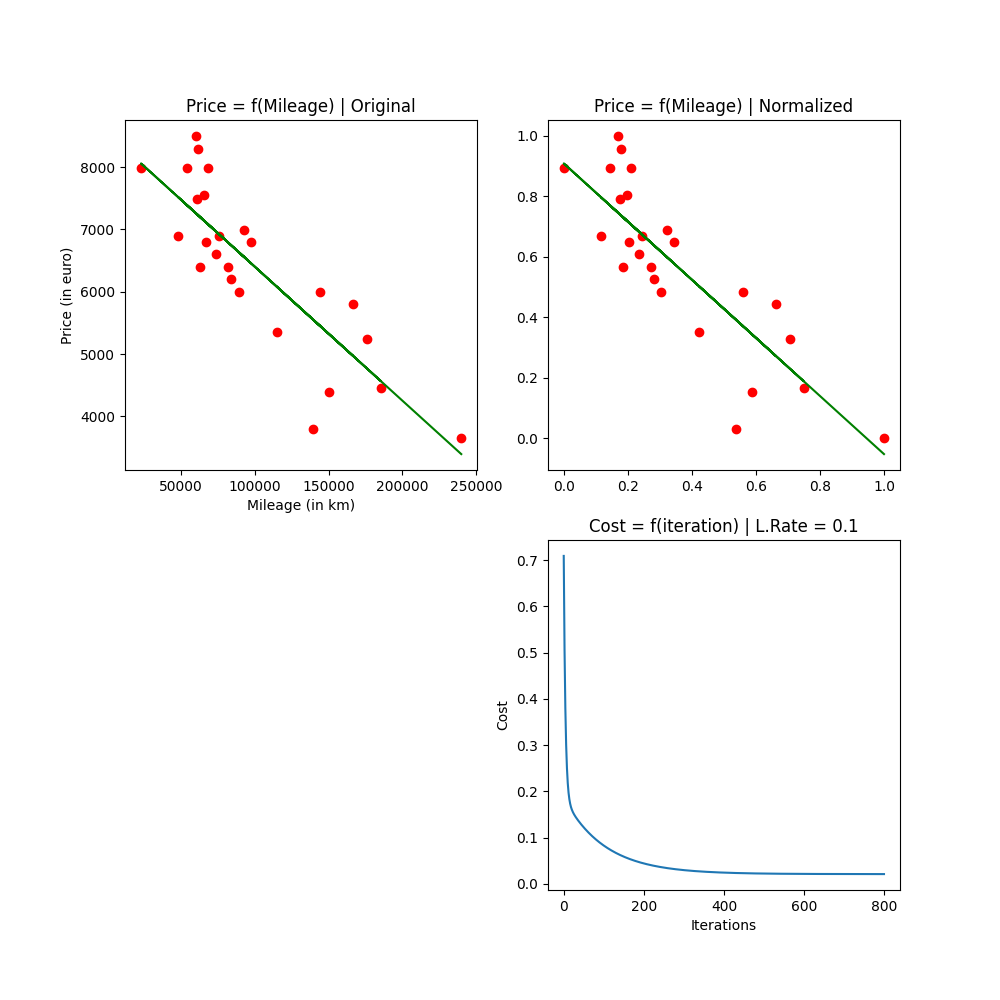 Price = f(Mileage) | Original
8000
7000
6000
5000
4000
Price (in euro)
50000 100000 150000 200000 250000
Mileage (in km)
Price = f(Mileage) | Normalized
1.0
0.8
0.6
0.4
0.2
0.0
0.0 0.2 0.4 0.6 0.8 1.0
Cost = f(iteration) | L.Rate = 0.1
0.7
0.6
0.5
0.4
0.3
0.2
0.1
0.0
Cost
0 200 400 600 800
Iterations